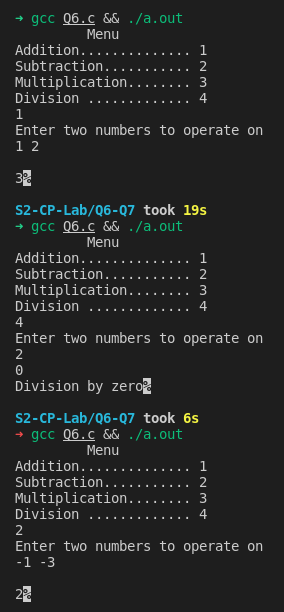 ➜ gcc Q6.c && ./a.out
Menu
Addition.............. 1
Subtraction........... 2
Multiplication........ 3
Division ............. 4
1
Enter two numbers to operate on
1 2
3%
S2-CP-Lab/Q6-Q7 took 19s
➜ gcc Q6.c && ./a.out
Menu
Addition.............. 1
Subtraction........... 2
Multiplication........ 3
Division ............. 4
4
Enter two numbers to operate on
2
0
Division by zero%
S2-CP-Lab/Q6-Q7 took 6s
➜ gcc Q6.c && ./a.out
Menu
Addition.............. 1
Subtraction........... 2
Multiplication........ 3
Division ............. 4
2
Enter two numbers to operate on
-1 -3
2%